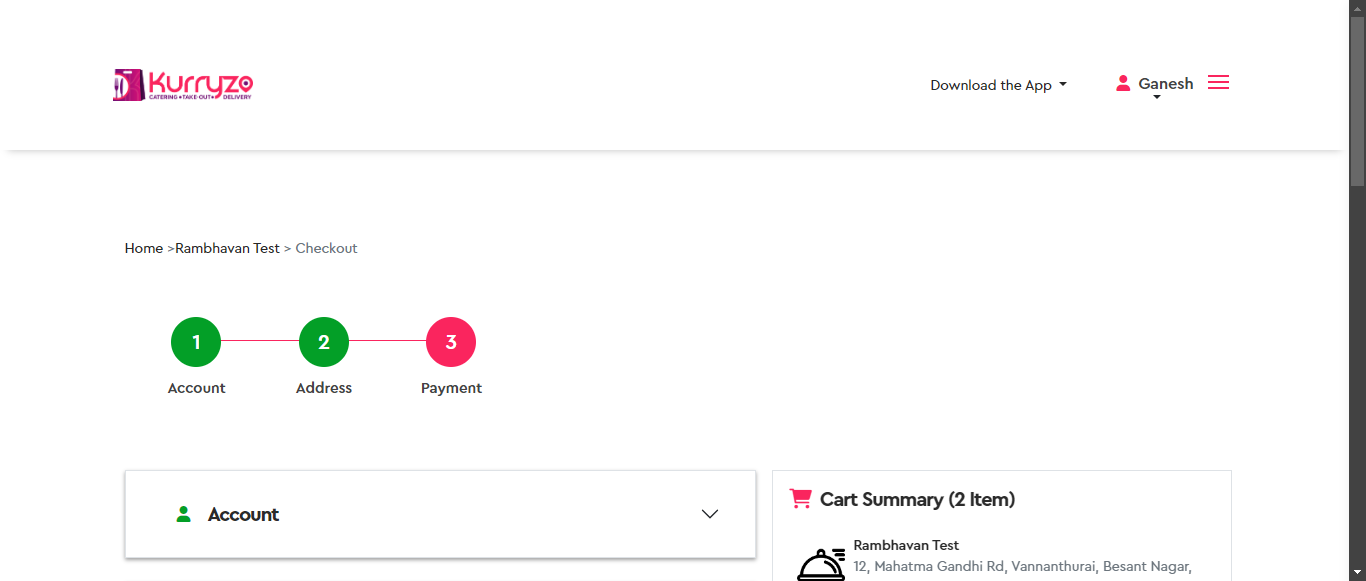 Kurryzo
CATERING • TAKE-OUT • DELIVERY
Download the App
Ganesh
Home >Rambhavan Test > Checkout
1 2 3
Account Address Payment
Account
Cart Summary (2 Item)
Rambhavan Test
12, Mahatma Gandhi Rd, Vannanthurai, Besant Nagar,